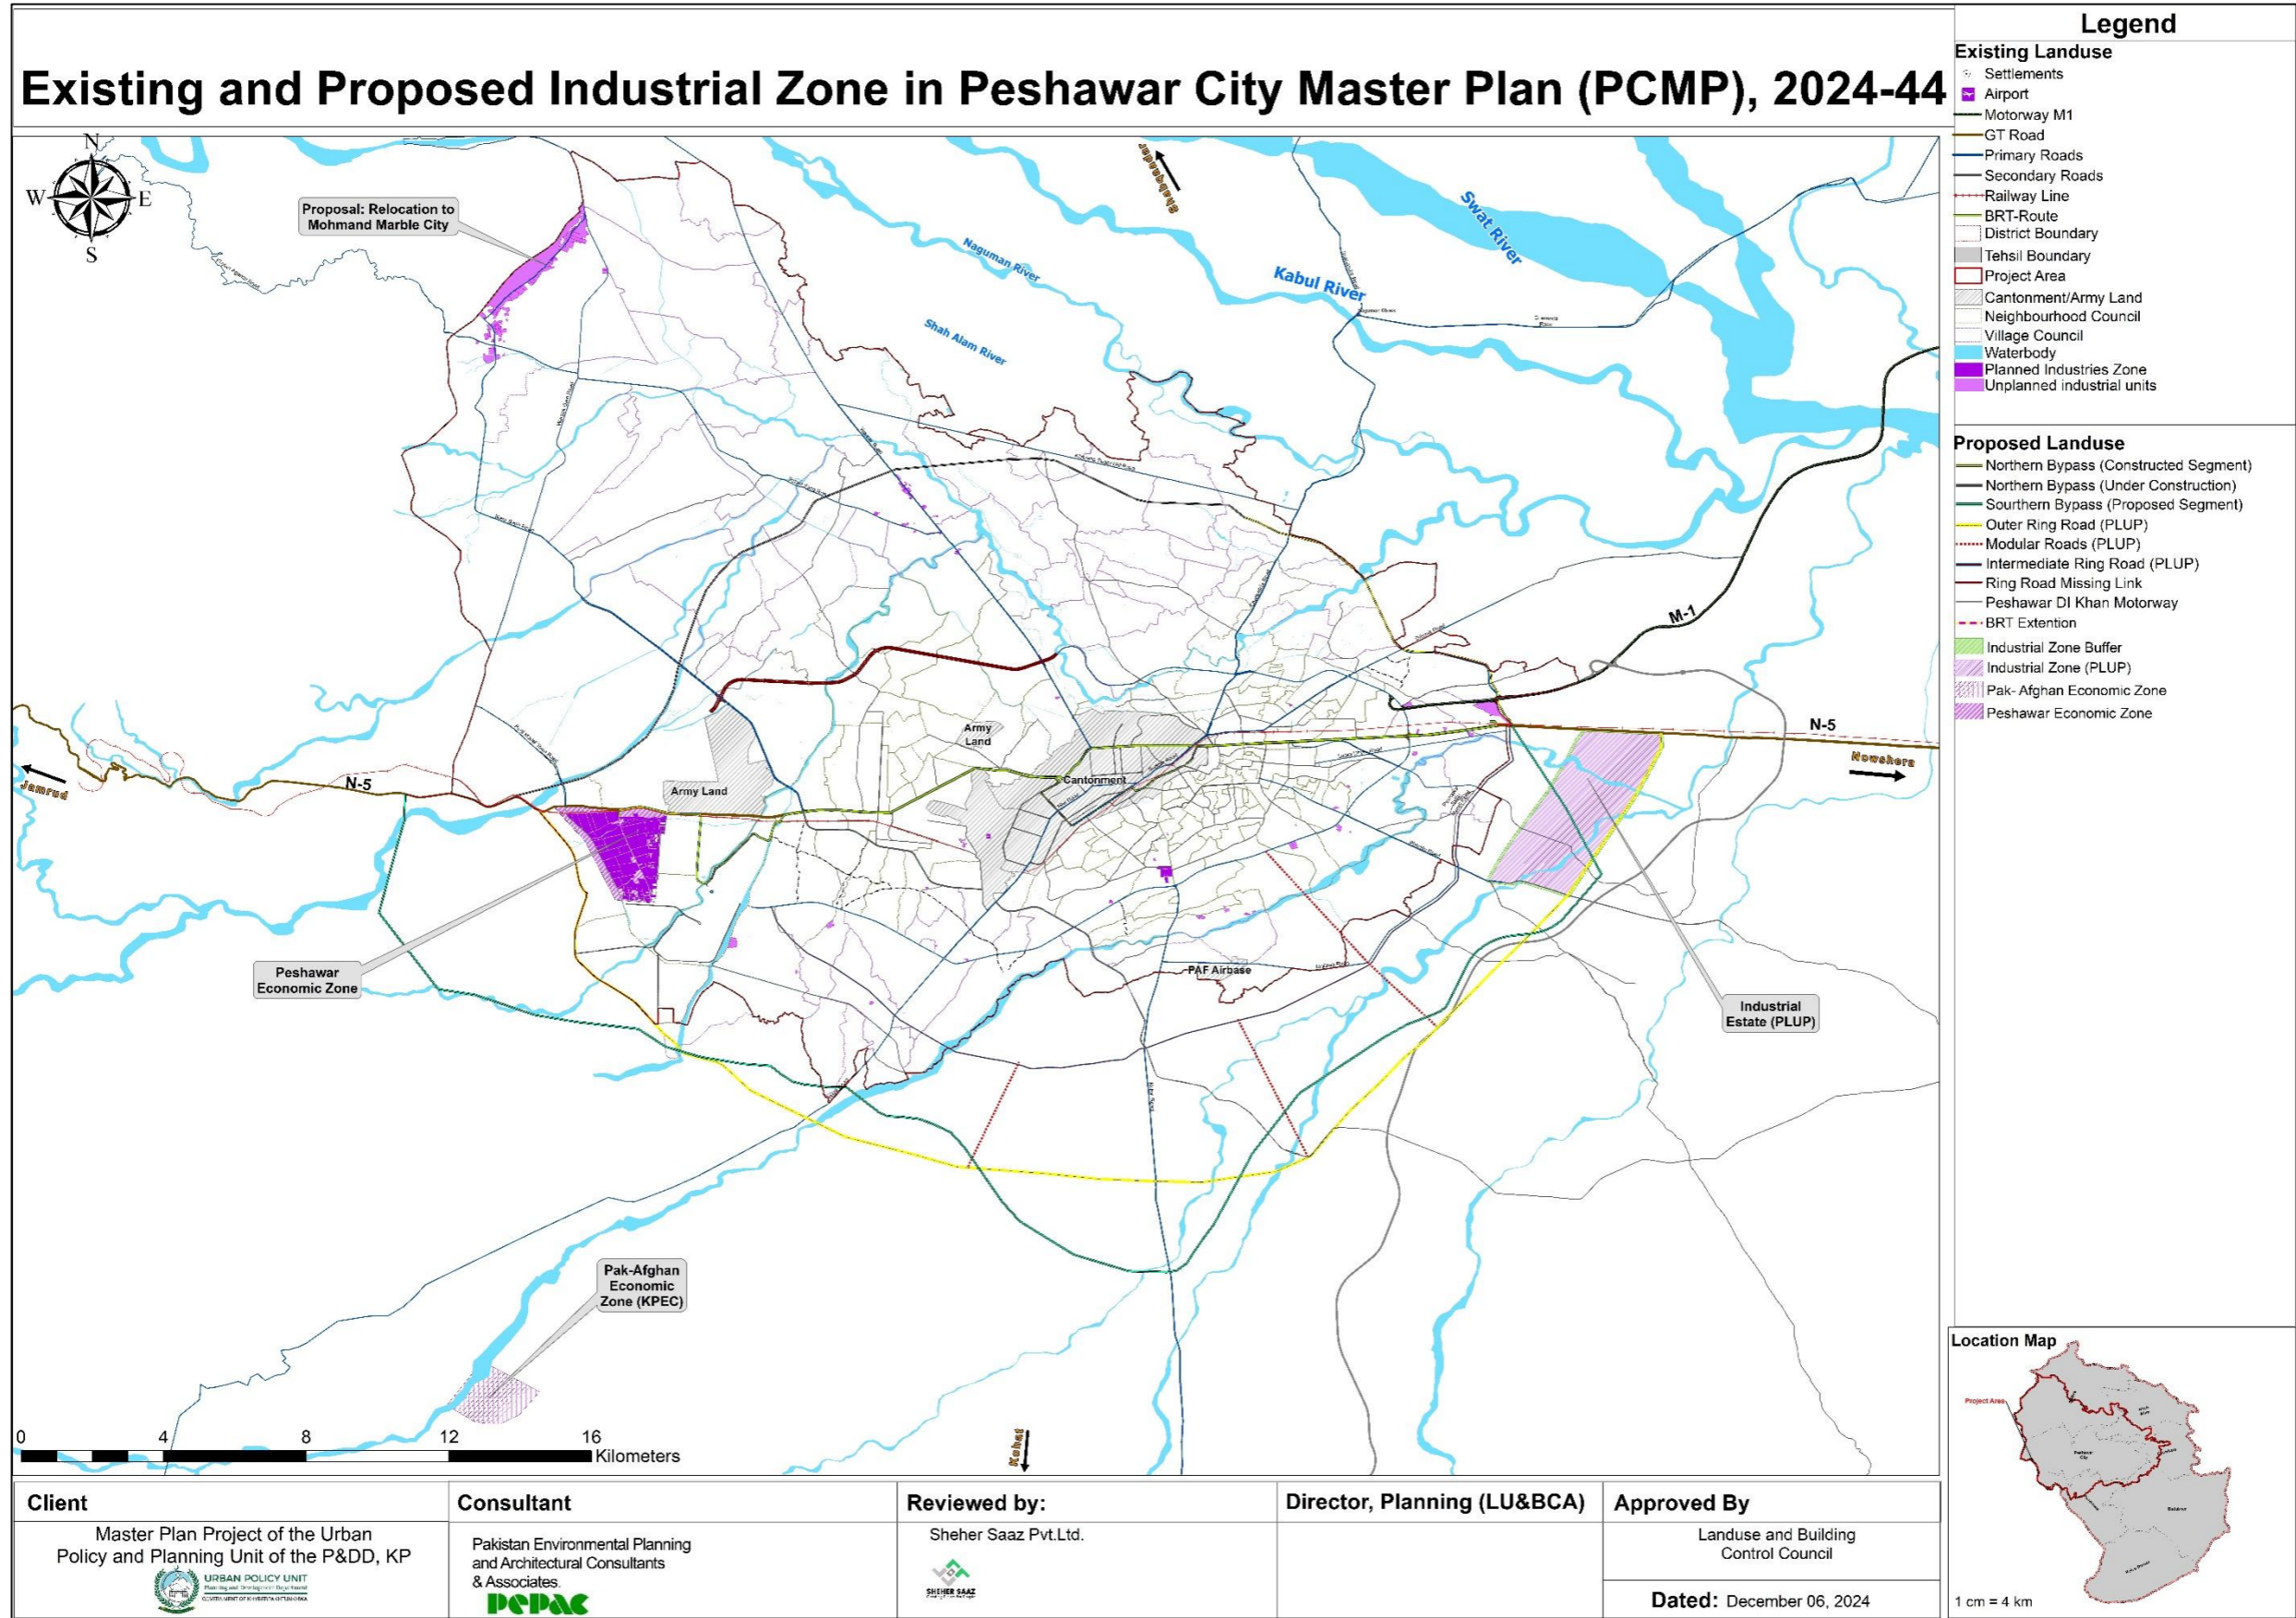 Existing and Proposed Industrial Zone in Peshawar City Master Plan (PCMP), 2024-44
N
W
E
S
Proposal: Relocation to
Mohmand Marble City
Shabqadar
Naguman River
Shah Alam River
Kabul River
Swat River
M-1
N-5
Nowshera
N-5
Jamrud
Army
Land
Army Land
Cantonment
PAF Airbase
Peshawar
Economic Zone
Industrial
Estate (PLUP)
Pak-Afghan
Economic
Zone (KPEC)
Kohat
0 4 8 12 16
Kilometers
Legend
Existing Landuse
Settlements
Airport
Motorway M1
GT Road
Primary Roads
Secondary Roads
Railway Line
BRT-Route
District Boundary
Tehsil Boundary
Project Area
Cantonment/Army Land
Neighbourhood Council
Village Council
Waterbody
Planned Industries Zone
Unplanned industrial units
Proposed Landuse
Northern Bypass (Constructed Segment)
Northern Bypass (Under Construction)
Sourthern Bypass (Proposed Segment)
Outer Ring Road (PLUP)
Modular Roads (PLUP)
Intermediate Ring Road (PLUP)
Ring Road Missing Link
Peshawar DI Khan Motorway
BRT Extention
Industrial Zone Buffer
Industrial Zone (PLUP)
Pak- Afghan Economic Zone
Peshawar Economic Zone
Location Map
Project Area
1 cm = 4 km
Client
Master Plan Project of the Urban
Policy and Planning Unit of the P&DD, KP
URBAN POLICY UNIT
Planning and Development Department
Consultant
Pakistan Environmental Planning
and Architectural Consultants
& Associates.
PEPAC
Reviewed by:
Sheher Saaz Pvt.Ltd.
SHEHER SAAZ
Director, Planning (LU&BCA)
Approved By
Landuse and Building
Control Council
Dated: December 06, 2024